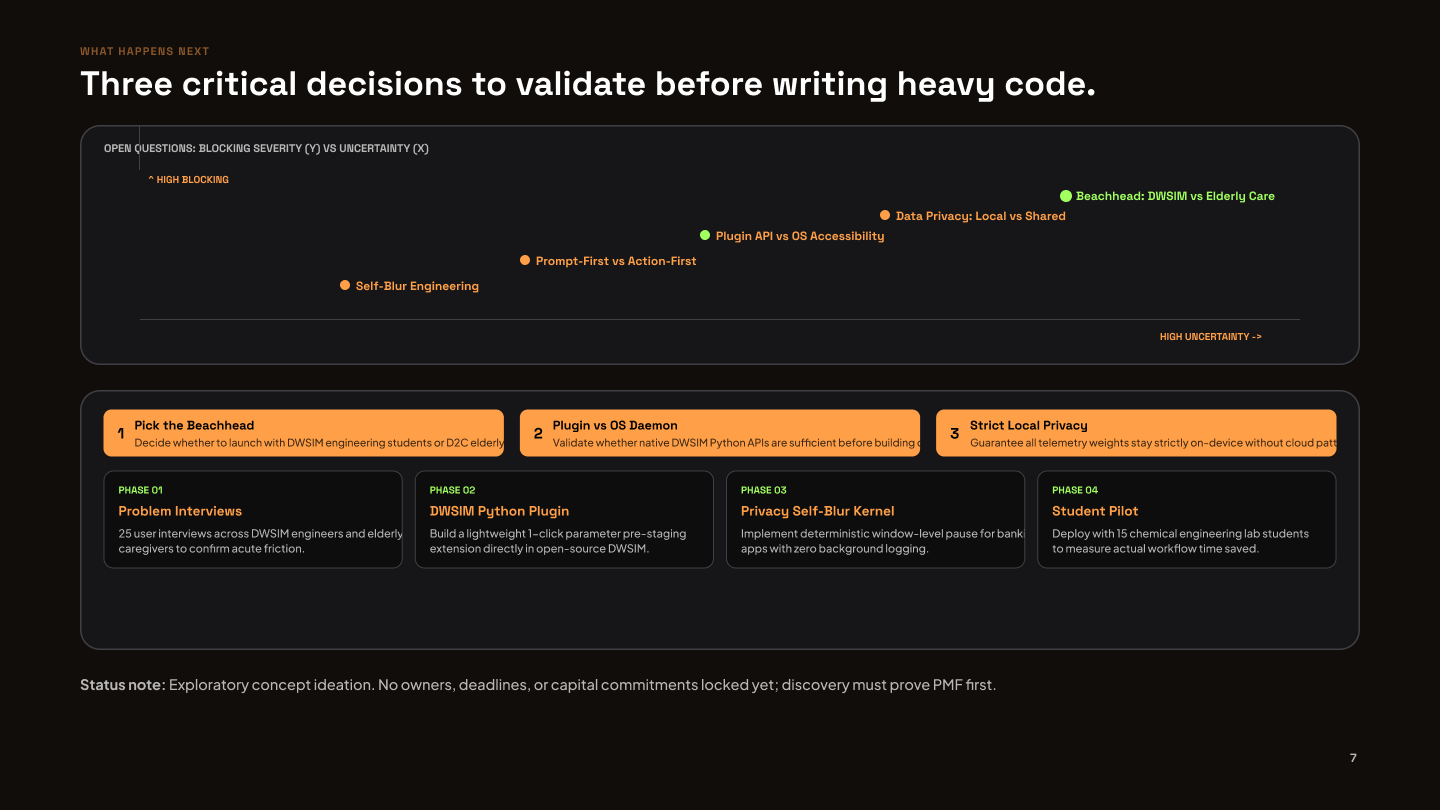 WHAT HAPPENS NEXT
Three critical decisions to validate before writing heavy code.
OPEN QUESTIONS: BLOCKING SEVERITY (Y) VS UNCERTAINTY (X)
^ HIGH BLOCKING
Beachhead: DWSIM vs Elderly Care
Data Privacy: Local vs Shared
Plugin API vs OS Accessibility
Prompt-First vs Action-First
Self-Blur Engineering
HIGH UNCERTAINTY ->
1
Pick the Beachhead
Decide whether to launch with DWSIM engineering students or D2C elderly
2
Plugin vs OS Daemon
Validate whether native DWSIM Python APIs are sufficient before building
3
Strict Local Privacy
Guarantee all telemetry weights stay strictly on-device without cloud patt
PHASE 01
Problem Interviews
25 user interviews across DWSIM engineers and elderly
caregivers to confirm acute friction.
PHASE 02
DWSIM Python Plugin
Build a lightweight 1-click parameter pre-staging
extension directly in open-source DWSIM.
PHASE 03
Privacy Self-Blur Kernel
Implement deterministic window-level pause for banki
apps with zero background logging.
PHASE 04
Student Pilot
Deploy with 15 chemical engineering lab students
to measure actual workflow time saved.
Status note: Exploratory concept ideation. No owners, deadlines, or capital commitments locked yet; discovery must prove PMF first.
7